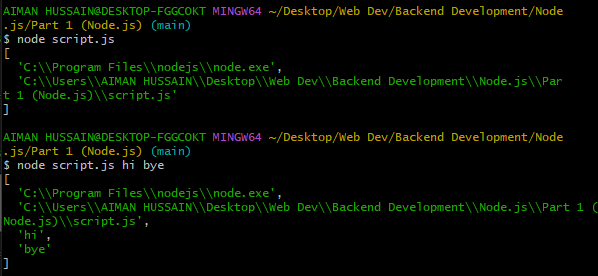 AIMAN HUSSAIN@DESKTOP-FGGCOKT MINGW64 ~/Desktop/Web Dev/Backend Development/Node
.js/Part 1 (Node.js) (main)
$ node script.js
[
  'C:\\Program Files\\nodejs\\node.exe',
  'C:\\Users\\AIMAN HUSSAIN\\Desktop\\Web Dev\\Backend Development\\Node.js\\Par
t 1 (Node.js)\\script.js'
]
AIMAN HUSSAIN@DESKTOP-FGGCOKT MINGW64 ~/Desktop/Web Dev/Backend Development/Node
.js/Part 1 (Node.js) (main)
$ node script.js hi bye
[
  'C:\\Program Files\\nodejs\\node.exe',
  'C:\\Users\\AIMAN HUSSAIN\\Desktop\\Web Dev\\Backend Development\\Node.js\\Part 1 (
Node.js)\\script.js',
  'hi',
  'bye'
]